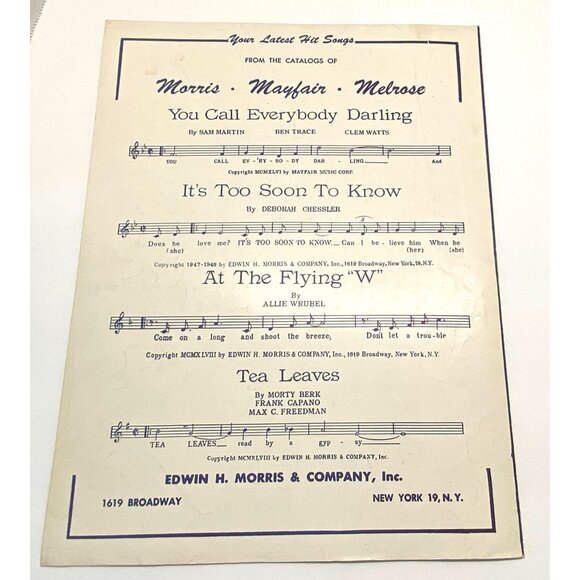 Your Latest Hit Songs
FROM THE CATALOGS OF
Morris • Mayfair • Melrose
You Call Everybody Darling
By SAM MARTIN BEN TRACE CLEM WATTS
YOU CALL EV-'RY-BO-DY DAR-LING And
Copyright MCMXLVI by MAYFAIR MUSIC CORP.
It's Too Soon To Know
By DEBORAH CHESSLER
3
Does he love me? IT'S TOO SOON TO KNOW Can I be-lieve him When he
(she) (her) (she)
Copyright 1947-1948 by EDWIN H. MORRIS & COMPANY, Inc., 1619 Broadway, New York, 19, N.Y.
At The Flying "W"
By
ALLIE WRUBEL
Come on a long and shoot the breeze; Don't let a trou-ble
Copyright MCMXLVIII by EDWIN H. MORRIS & COMPANY, Inc., 1619 Broadway, New York, N.Y.
Tea Leaves
By MORTY BERK
FRANK CAPANO
MAX C. FREEDMAN
TEA LEAVES read by a gyp-sy
Copyright MCMXLVIII by EDWIN H. MORRIS & COMPANY, Inc.
EDWIN H. MORRIS & COMPANY, Inc.
1619 BROADWAY NEW YORK 19, N.Y.